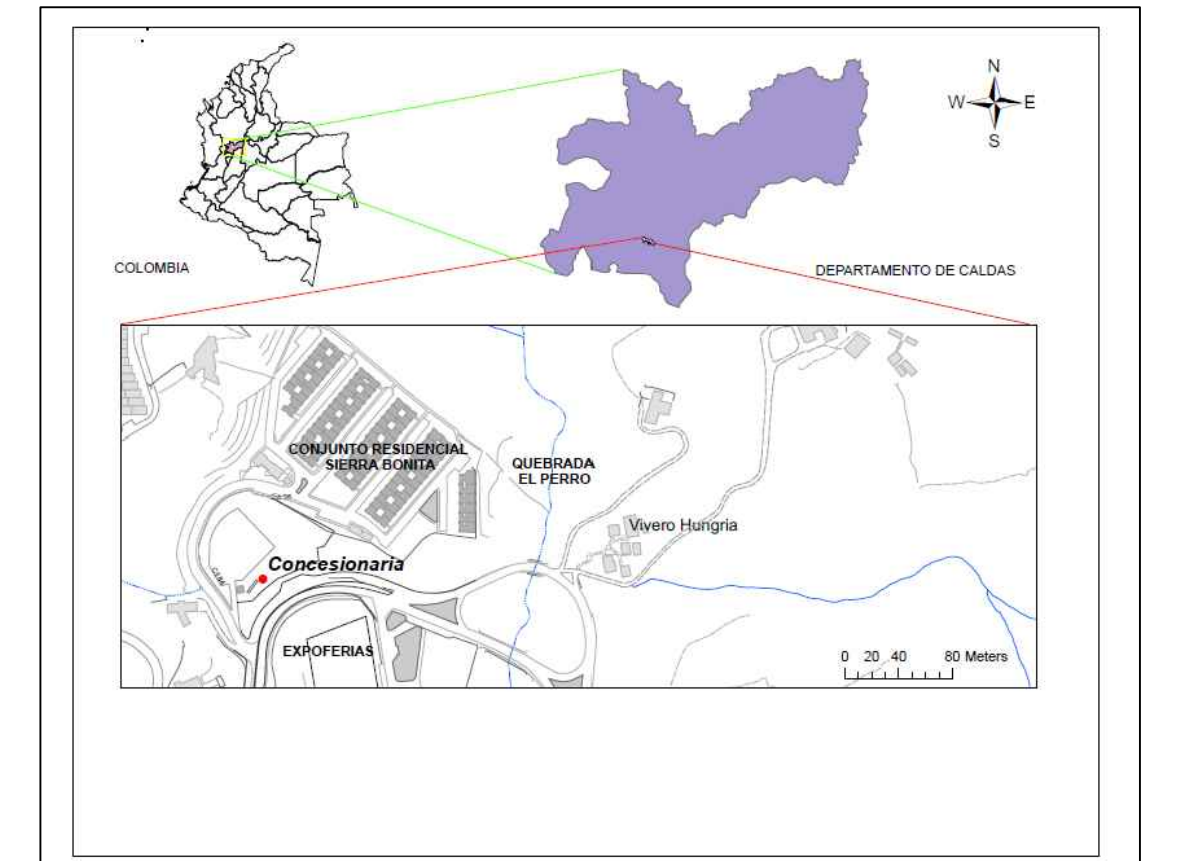 N
W E
S
COLOMBIA
DEPARTAMENTO DE CALDAS
CONJUNTO RESIDENCIAL
SIERRA BONITA
QUEBRADA
EL PERRO
Vivero Hungria
Concesionaria
EXPOFERIAS
0 20 40 80 Meters